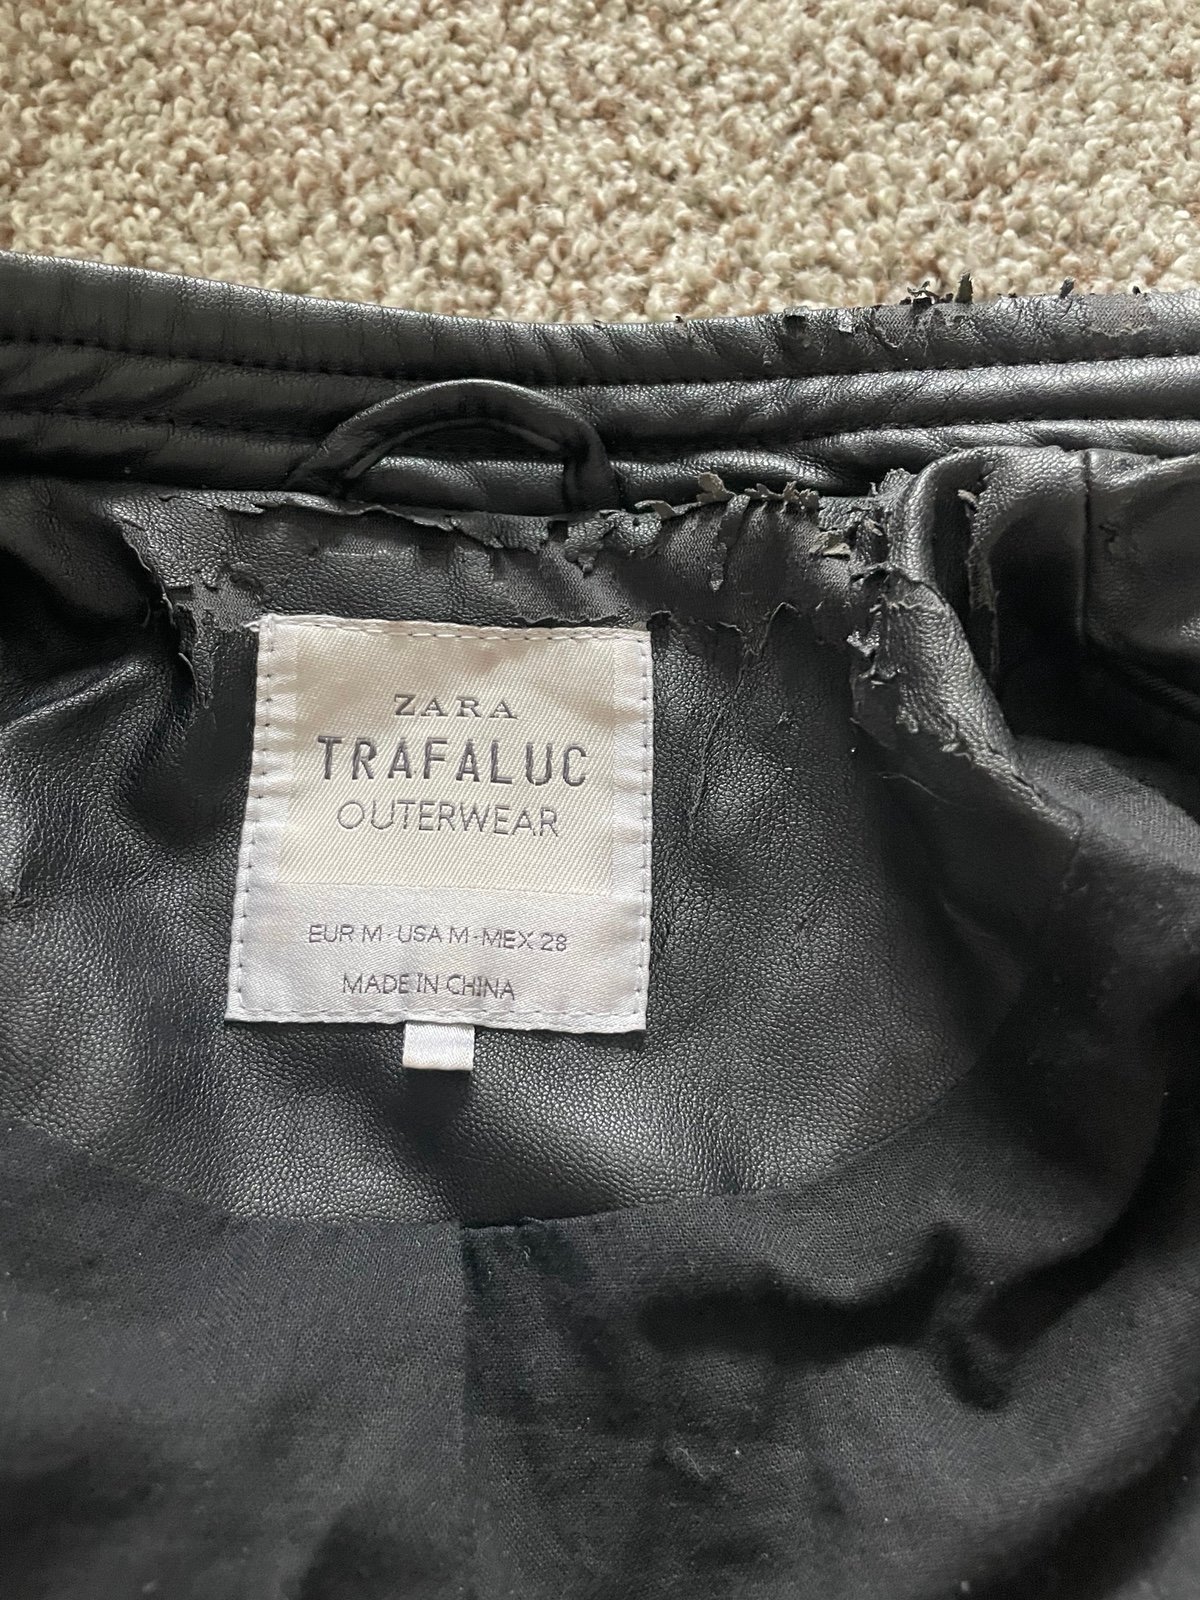 ZARA
TRAFALUC
OUTERWEAR
EUR M - USA M - MEX 28
MADE IN CHINA